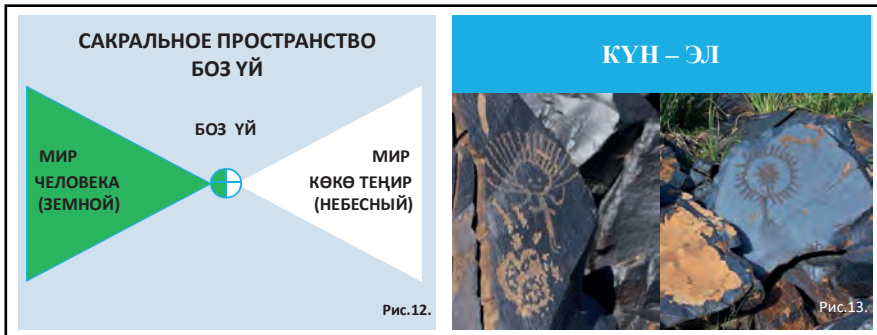 САКРАЛЬНОЕ ПРОСТРАНСТВО
БОЗ ҮЙ
БОЗ ҮЙ
МИР
ЧЕЛОВЕКА
(ЗЕМНОЙ)
МИР
КӨКӨ ТЕҢИР
(НЕБЕСНЫЙ)
Рис.12.
КҮН – ЭЛ
Рис.13.